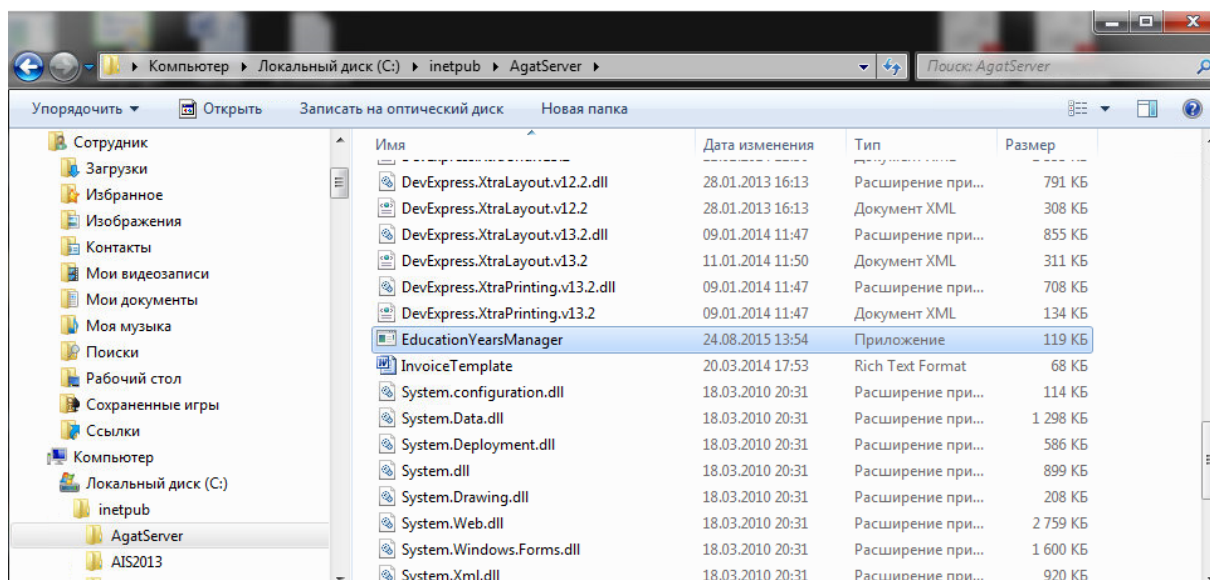 Компьютер ▸ Локальный диск (C:) ▸ inetpub ▸ AgatServer ▸
Поиск: AgatServer
Упорядочить Открыть Записать на оптический диск Новая папка
Сотрудник
Загрузки
Избранное
Изображения
Контакты
Мои видеозаписи
Мои документы
Моя музыка
Поиски
Рабочий стол
Сохраненные игры
Ссылки
Компьютер
Локальный диск (C:)
inetpub
AgatServer
AIS2013
Имя Дата изменения Тип Размер
DevExpress.XtraLayout.v12.2.dll 28.01.2013 16:13 Расширение при... 791 КБ
DevExpress.XtraLayout.v12.2 28.01.2013 16:13 Документ XML 308 КБ
DevExpress.XtraLayout.v13.2.dll 09.01.2014 11:47 Расширение при... 855 КБ
DevExpress.XtraLayout.v13.2 11.01.2014 11:50 Документ XML 311 КБ
DevExpress.XtraPrinting.v13.2.dll 09.01.2014 11:47 Расширение при... 708 КБ
DevExpress.XtraPrinting.v13.2 09.01.2014 11:47 Документ XML 134 КБ
EducationYearsManager 24.08.2015 13:54 Приложение 119 КБ
InvoiceTemplate 20.03.2014 17:53 Rich Text Format 68 КБ
System.configuration.dll 18.03.2010 20:31 Расширение при... 114 КБ
System.Data.dll 18.03.2010 20:31 Расширение при... 1 298 КБ
System.Deployment.dll 18.03.2010 20:31 Расширение при... 586 КБ
System.dll 18.03.2010 20:31 Расширение при... 899 КБ
System.Drawing.dll 18.03.2010 20:31 Расширение при... 208 КБ
System.Web.dll 18.03.2010 20:31 Расширение при... 2 759 КБ
System.Windows.Forms.dll 18.03.2010 20:31 Расширение при... 1 600 КБ
System.Xml.dll 18.03.2010 20:31 Расширение при... 920 КБ